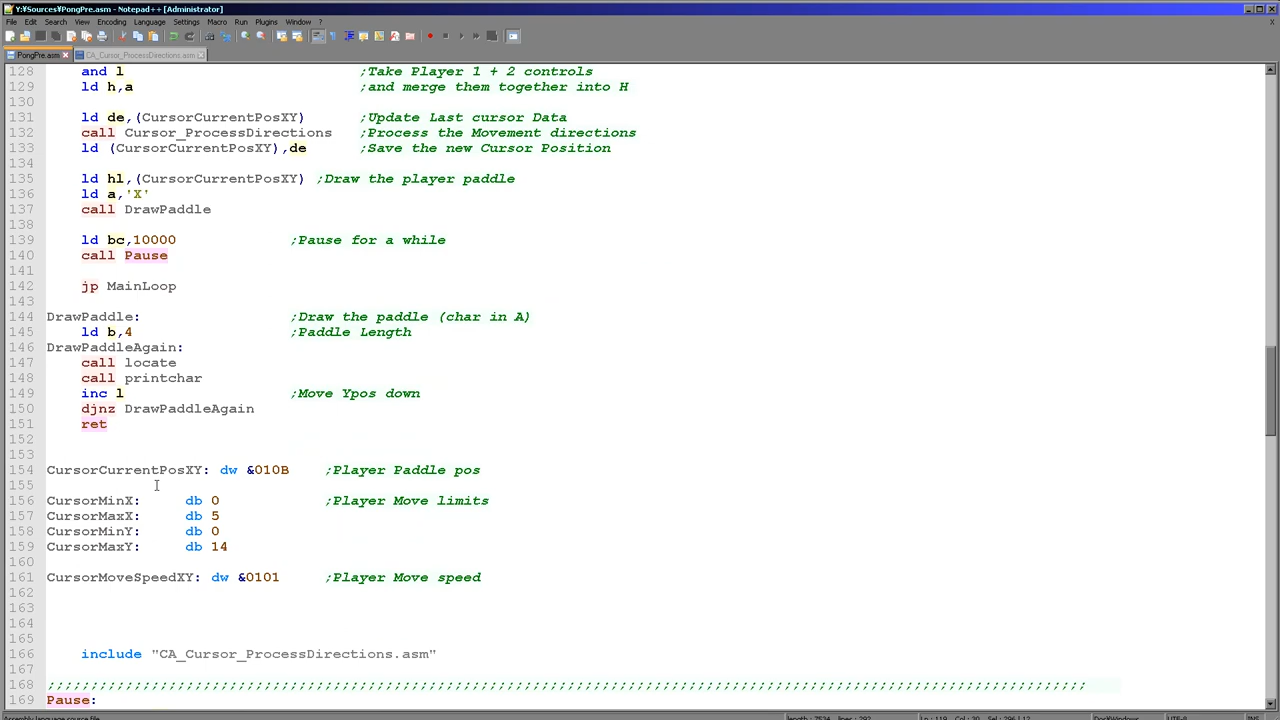 Y:¥Sources¥PongPre.asm - Notepad++ [Administrator]
File Edit Search View Encoding Language Settings Macro Run Plugins Window ?
PongPre.asm CA_Cursor_ProcessDirections.asm
128 and l ;Take Player 1 + 2 controls
129 ld h,a ;and merge them together into H
130
131 ld de,(CursorCurrentPosXY) ;Update Last cursor Data
132 call Cursor_ProcessDirections ;Process the Movement directions
133 ld (CursorCurrentPosXY),de ;Save the new Cursor Position
134
135 ld hl,(CursorCurrentPosXY) ;Draw the player paddle
136 ld a,'X'
137 call DrawPaddle
138
139 ld bc,10000 ;Pause for a while
140 call Pause
141
142 jp MainLoop
143
144 DrawPaddle: ;Draw the paddle (char in A)
145 ld b,4 ;Paddle Length
146 DrawPaddleAgain:
147 call locate
148 call printchar
149 inc l ;Move Ypos down
150 djnz DrawPaddleAgain
151 ret
152
153
154 CursorCurrentPosXY: dw &010B ;Player Paddle pos
155
156 CursorMinX: db 0 ;Player Move limits
157 CursorMaxX: db 5
158 CursorMinY: db 0
159 CursorMaxY: db 14
160
161 CursorMoveSpeedXY: dw &0101 ;Player Move speed
162
163
164
165
166 include "CA_Cursor_ProcessDirections.asm"
167
168 ;;;;;;;;;;;;;;;;;;;;;;;;;;;;;;;;;;;;;;;;;;;;;;;;;;;;;;;;;;;;;;;;;;;;;;;;;;;;;;;;;;;;;;;;;;;;;;;;;;;;;;;;;;;;;;;;;;;;;;;;
169 Pause: